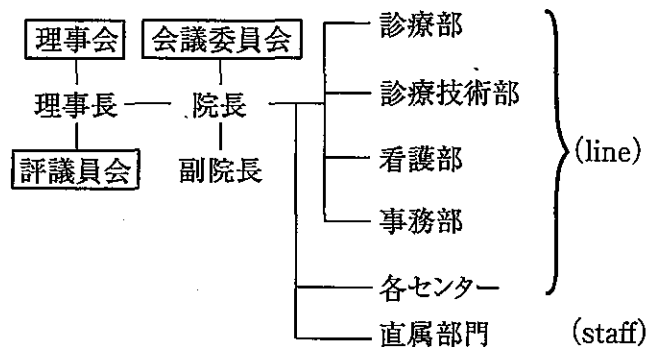 理事会 会議委員会 診療部
理事長 院長 診療技術部
評議員会 副院長 看護部 (line)
事務部
各センター
直属部門 (staff)